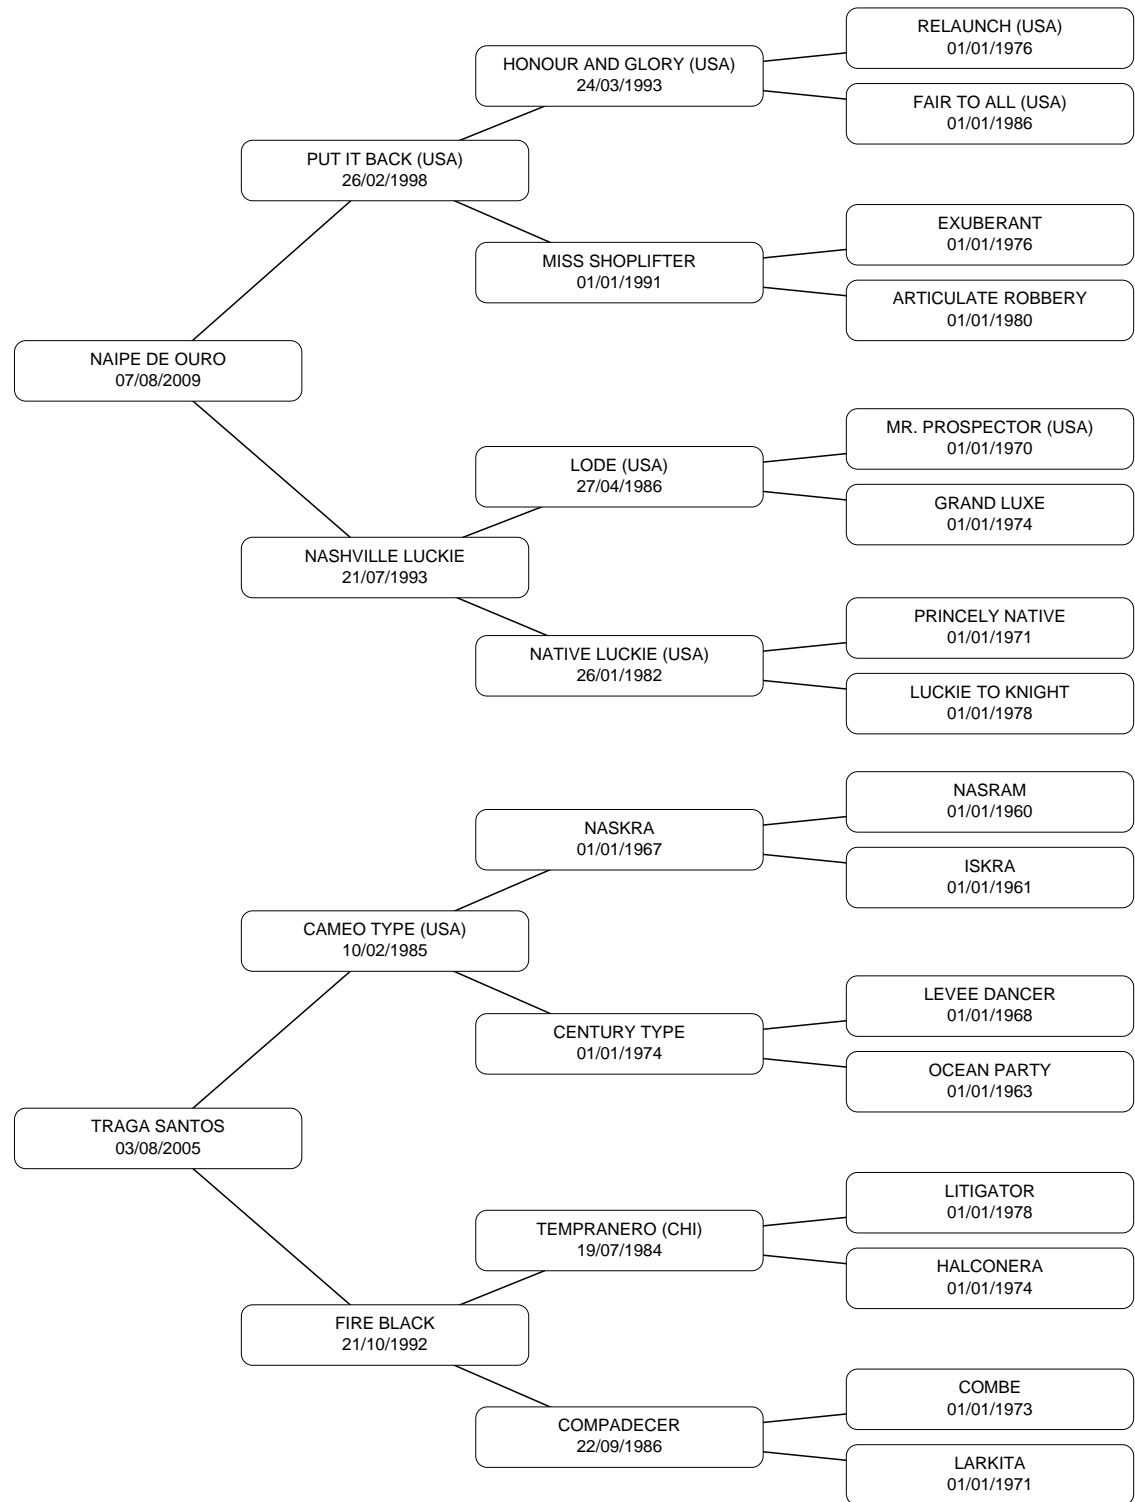 RELAUNCH (USA)
01/01/1976
HONOUR AND GLORY (USA)
24/03/1993
FAIR TO ALL (USA)
01/01/1986
PUT IT BACK (USA)
26/02/1998
EXUBERANT
01/01/1976
MISS SHOPLIFTER
01/01/1991
ARTICULATE ROBBERY
01/01/1980
NAIPE DE OURO
07/08/2009
MR. PROSPECTOR (USA)
01/01/1970
LODE (USA)
27/04/1986
GRAND LUXE
01/01/1974
NASHVILLE LUCKIE
21/07/1993
PRINCELY NATIVE
01/01/1971
NATIVE LUCKIE (USA)
26/01/1982
LUCKIE TO KNIGHT
01/01/1978
NASRAM
01/01/1960
NASKRA
01/01/1967
ISKRA
01/01/1961
CAMEO TYPE (USA)
10/02/1985
LEVEE DANCER
01/01/1968
CENTURY TYPE
01/01/1974
OCEAN PARTY
01/01/1963
TRAGA SANTOS
03/08/2005
LITIGATOR
01/01/1978
TEMPRANERO (CHI)
19/07/1984
HALCONERA
01/01/1974
FIRE BLACK
21/10/1992
COMBE
01/01/1973
COMPADECER
22/09/1986
LARKITA
01/01/1971